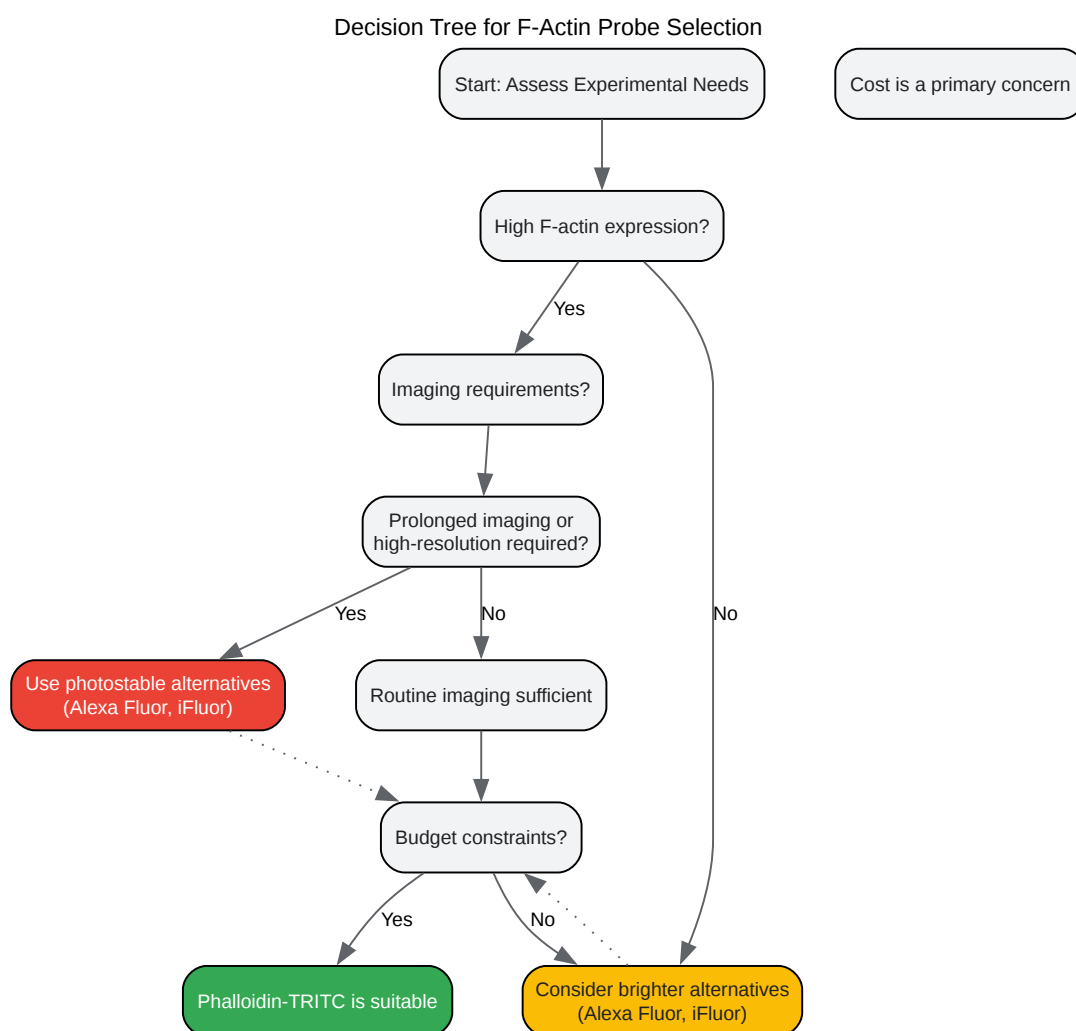 Decision Tree for F-Actin Probe Selection
Start: Assess Experimental Needs
Cost is a primary concern
High F-actin expression?
Yes
Imaging requirements?
Prolonged imaging or
high-resolution required?
Yes
No
No
Use photostable alternatives
(Alexa Fluor, iFluor)
Routine imaging sufficient
Budget constraints?
Yes
No
Phalloidin-TRITC is suitable
Consider brighter alternatives
(Alexa Fluor, iFluor)